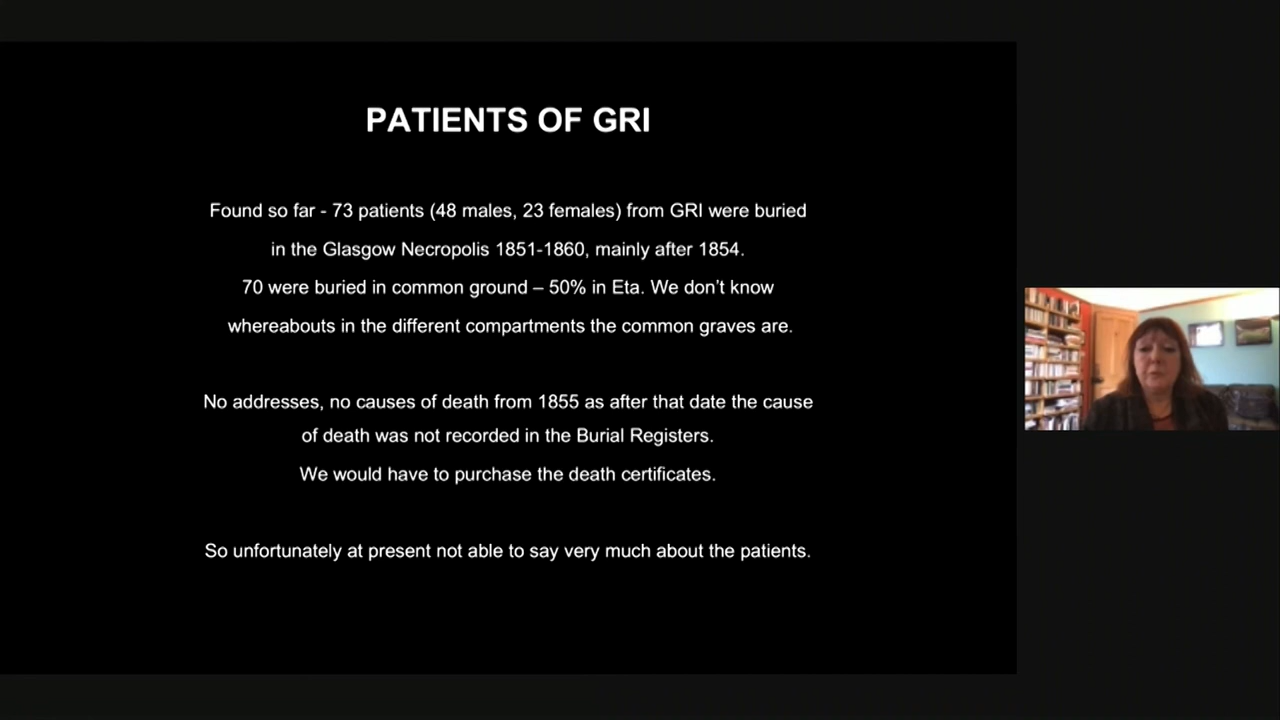 PATIENTS OF GRI
Found so far - 73 patients (48 males, 23 females) from GRI were buried
in the Glasgow Necropolis 1851-1860, mainly after 1854.
70 were buried in common ground – 50% in Eta. We don’t know
whereabouts in the different compartments the common graves are.
No addresses, no causes of death from 1855 as after that date the cause
of death was not recorded in the Burial Registers.
We would have to purchase the death certificates.
So unfortunately at present not able to say very much about the patients.